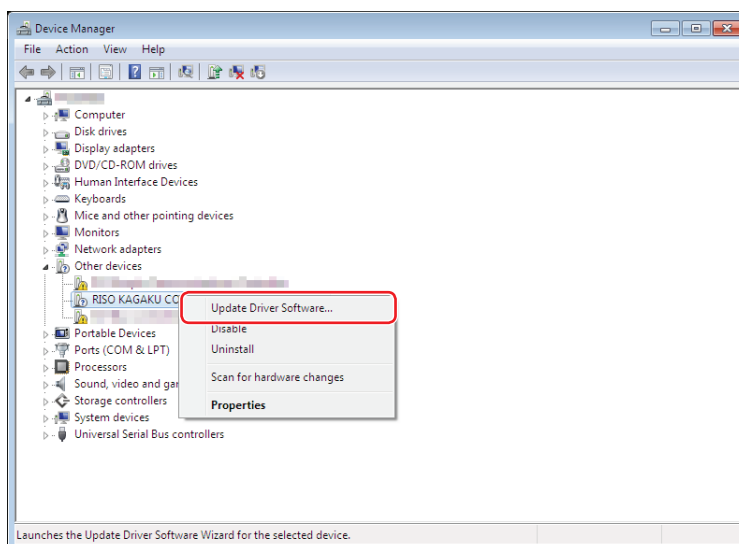 Device Manager
File Action View Help
Computer
Disk drives
Display adapters
DVD/CD-ROM drives
Human Interface Devices
Keyboards
Mice and other pointing devices
Monitors
Network adapters
Other devices
RISO KAGAKU CO
Update Driver Software...
Disable
Uninstall
Scan for hardware changes
Properties
Portable Devices
Ports (COM & LPT)
Processors
Sound, video and gar
Storage controllers
System devices
Universal Serial Bus controllers
Launches the Update Driver Software Wizard for the selected device.